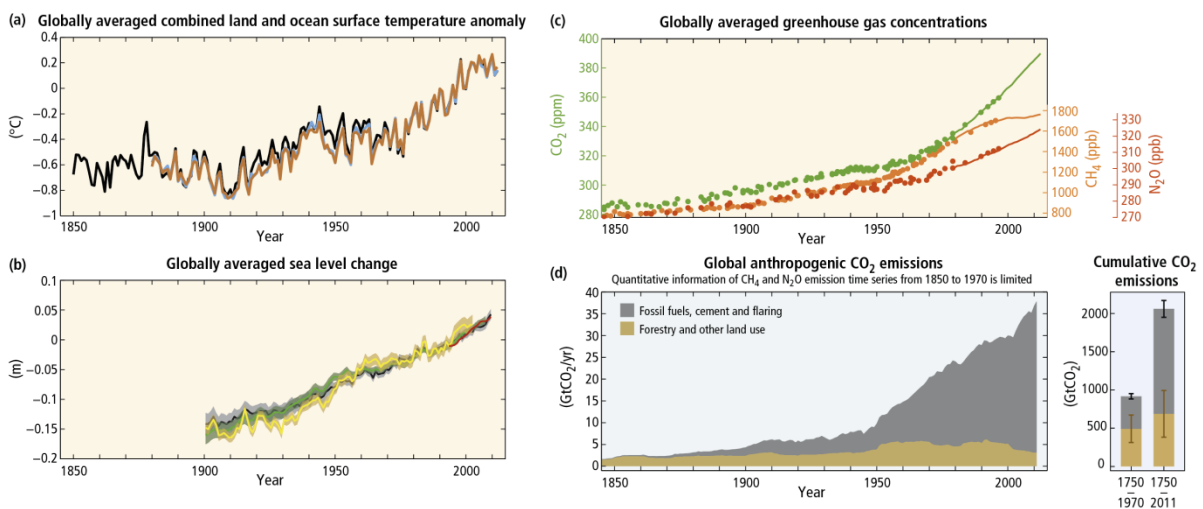 (a) Globally averaged combined land and ocean surface temperature anomaly
0.4
0.2
0
−0.2
−0.4
−0.6
−0.8
−1
(°C)
1850 1900 1950 2000
Year
(b) Globally averaged sea level change
0.1
0.05
0
−0.05
−0.1
−0.15
−0.2
(m)
1850 1900 1950 2000
Year
(c) Globally averaged greenhouse gas concentrations
400
380
360
340
320
300
280
CO2 (ppm)
1800
1600
1400
1200
1000
800
CH4 (ppb)
330
320
310
300
290
280
270
N2O (ppb)
1850 1900 1950 2000
Year
(d) Global anthropogenic CO2 emissions
Quantitative information of CH4 and N2O emission time series from 1850 to 1970 is limited
40
35
30
25
20
15
10
5
0
(GtCO2/yr)
Fossil fuels, cement and flaring
Forestry and other land use
1850 1900 1950 2000
Year
Cumulative CO2
emissions
2000
1500
1000
500
0
(GtCO2)
1750 1750
– –
1970 2011